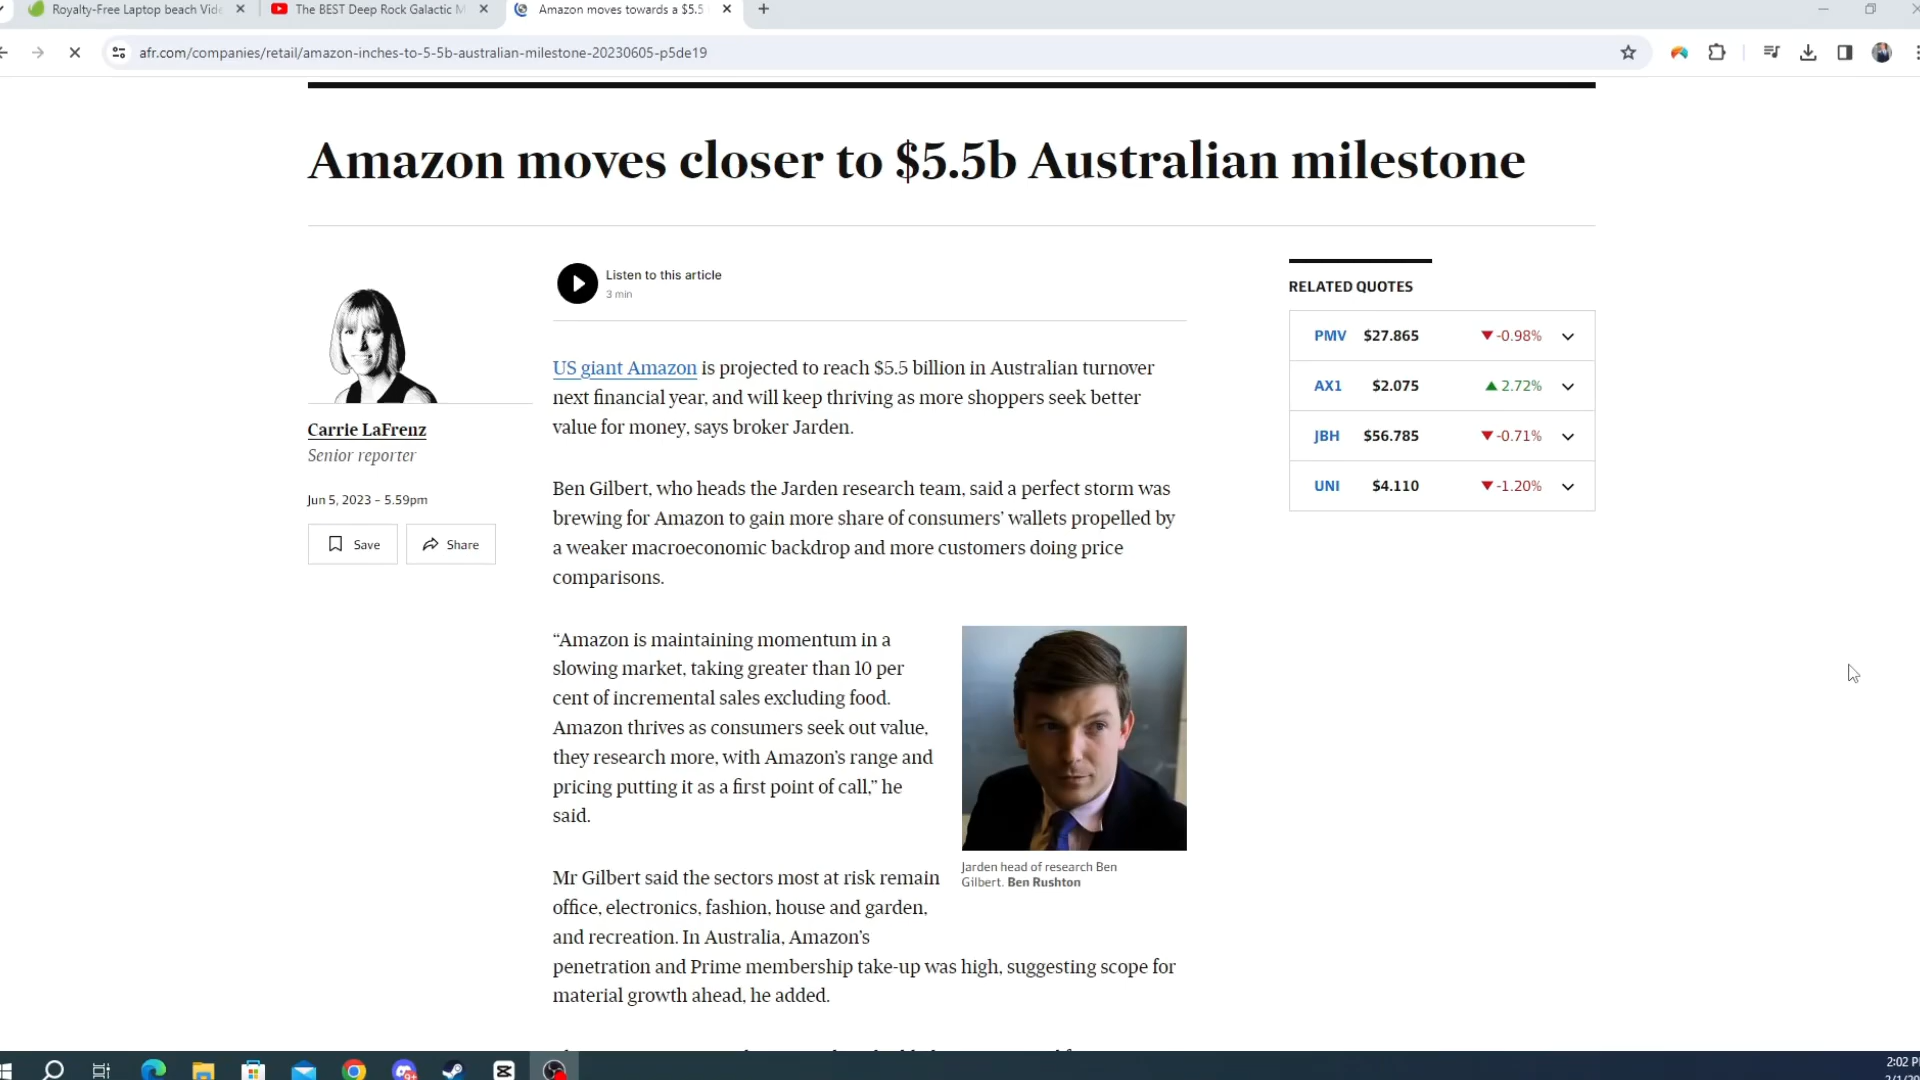 Royalty-Free Laptop beach Vide
The BEST Deep Rock Galactic M
Amazon moves towards a $5.5
afr.com/companies/retail/amazon-inches-to-5-5b-australian-milestone-20230605-p5de19
Amazon moves closer to $5.5b Australian milestone
Carrie LaFrenz
Senior reporter
Jun 5, 2023 – 5.59pm
Save
Share
Listen to this article
3 min
US giant Amazon is projected to reach $5.5 billion in Australian turnover
next financial year, and will keep thriving as more shoppers seek better
value for money, says broker Jarden.
Ben Gilbert, who heads the Jarden research team, said a perfect storm was
brewing for Amazon to gain more share of consumers’ wallets propelled by
a weaker macroeconomic backdrop and more customers doing price
comparisons.
“Amazon is maintaining momentum in a
slowing market, taking greater than 10 per
cent of incremental sales excluding food.
Amazon thrives as consumers seek out value,
they research more, with Amazon’s range and
pricing putting it as a first point of call,” he
said.
Jarden head of research Ben
Gilbert. Ben Rushton
Mr Gilbert said the sectors most at risk remain
office, electronics, fashion, house and garden,
and recreation. In Australia, Amazon’s
penetration and Prime membership take-up was high, suggesting scope for
material growth ahead, he added.
RELATED QUOTES
PMV $27.865 ▼ -0.98%
AX1 $2.075 ▲ 2.72%
JBH $56.785 ▼ -0.71%
UNI $4.110 ▼ -1.20%
2:02 P